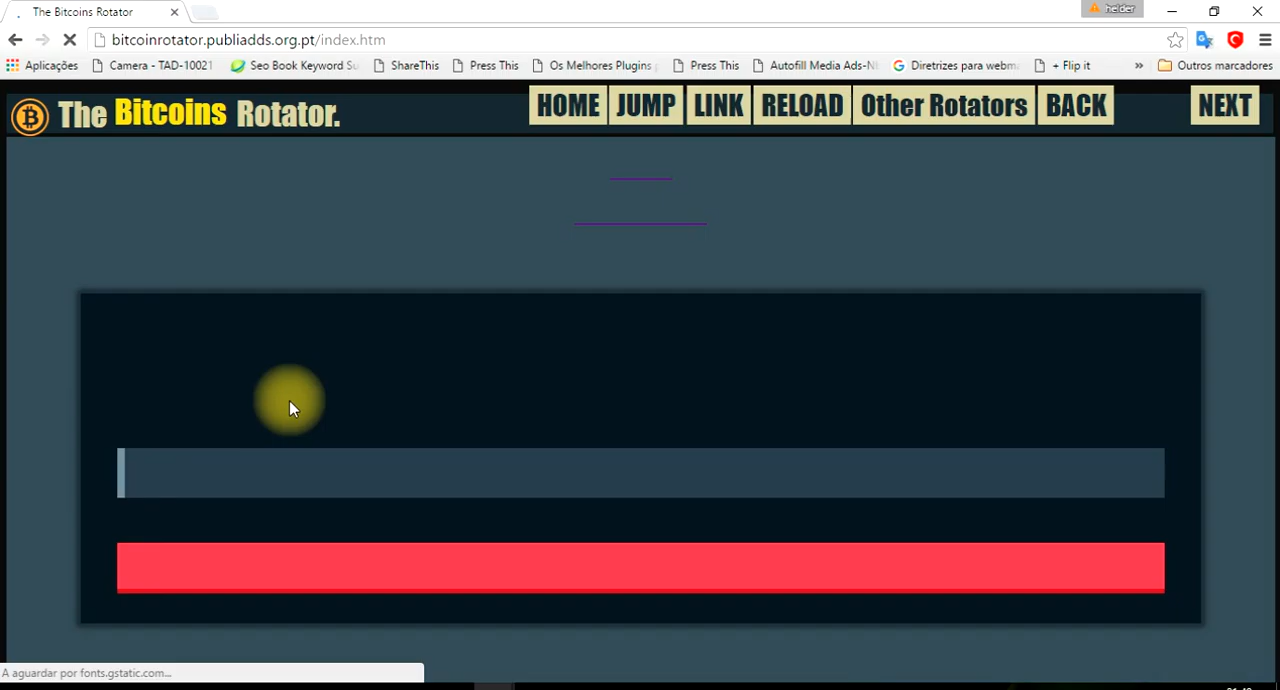 The Bitcoins Rotator
helder
bitcoinrotator.publiadds.org.pt/index.htm
Aplicações
Camera - TAD-10021
Seo Book Keyword Su
ShareThis
Press This
Os Melhores Plugins
Press This
Autofill Media Ads-N
Diretrizes para webm
+ Flip it
»
Outros marcadores
The Bitcoins Rotator.
HOME
JUMP
LINK
RELOAD
Other Rotators
BACK
NEXT
A aguardar por fonts.gstatic.com...